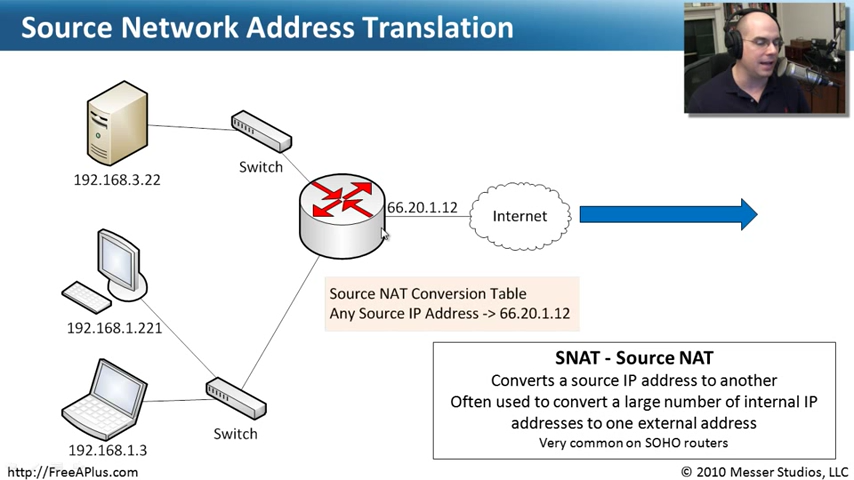 Source Network Address Translation
192.168.3.22
Switch
66.20.1.12
Internet
192.168.1.221
Source NAT Conversion Table
Any Source IP Address -> 66.20.1.12
192.168.1.3
Switch
SNAT - Source NAT
Converts a source IP address to another
Often used to convert a large number of internal IP
addresses to one external address
Very common on SOHO routers
http://FreeAPlus.com
© 2010 Messer Studios, LLC